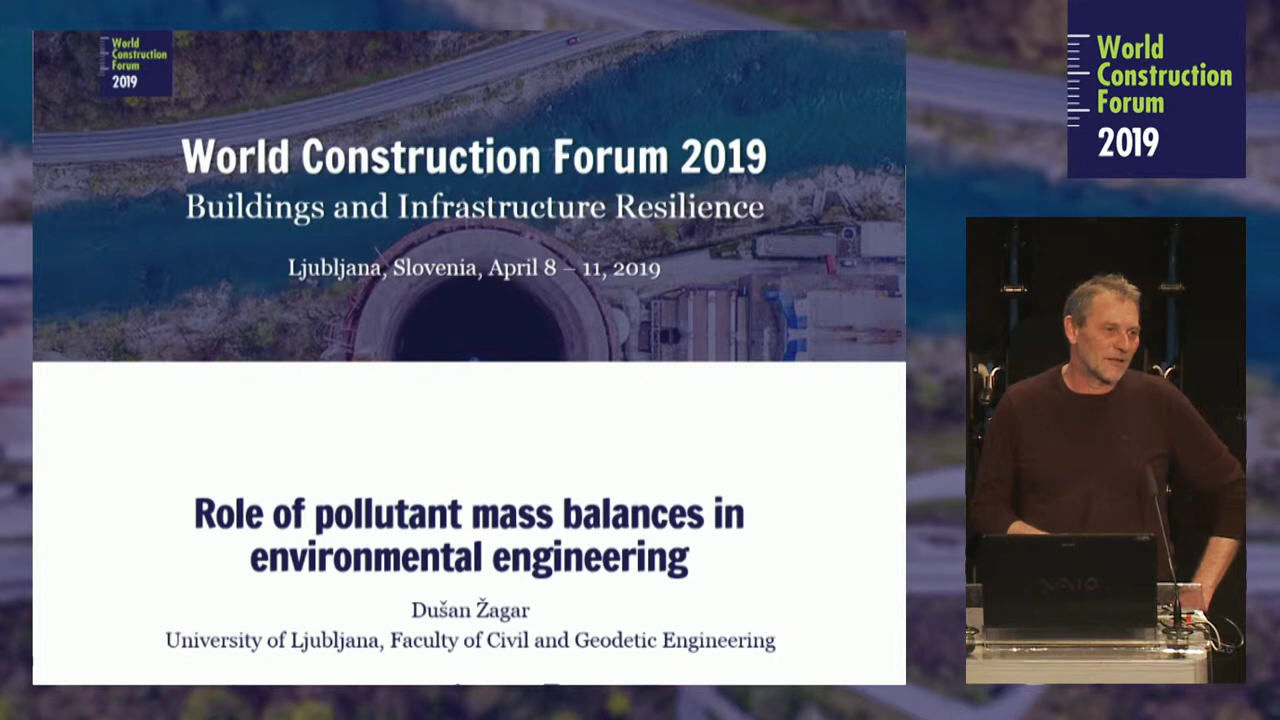 World
Construction
Forum
2019
World Construction Forum 2019
Buildings and Infrastructure Resilience
Ljubljana, Slovenia, April 8 – 11, 2019
Role of pollutant mass balances in
environmental engineering
Dušan Žagar
University of Ljubljana, Faculty of Civil and Geodetic Engineering
World
Construction
Forum
2019
VAIO